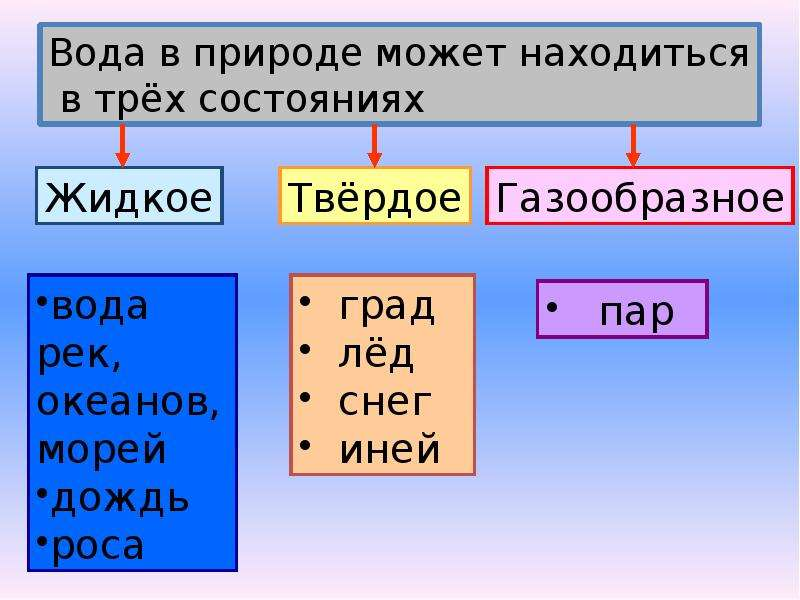 Вода в природе может находиться
в трёх состояниях
Жидкое
Твёрдое
Газообразное
•вода
рек,
океанов,
морей
•дождь
•роса
• град
• лёд
• снег
• иней
• пар